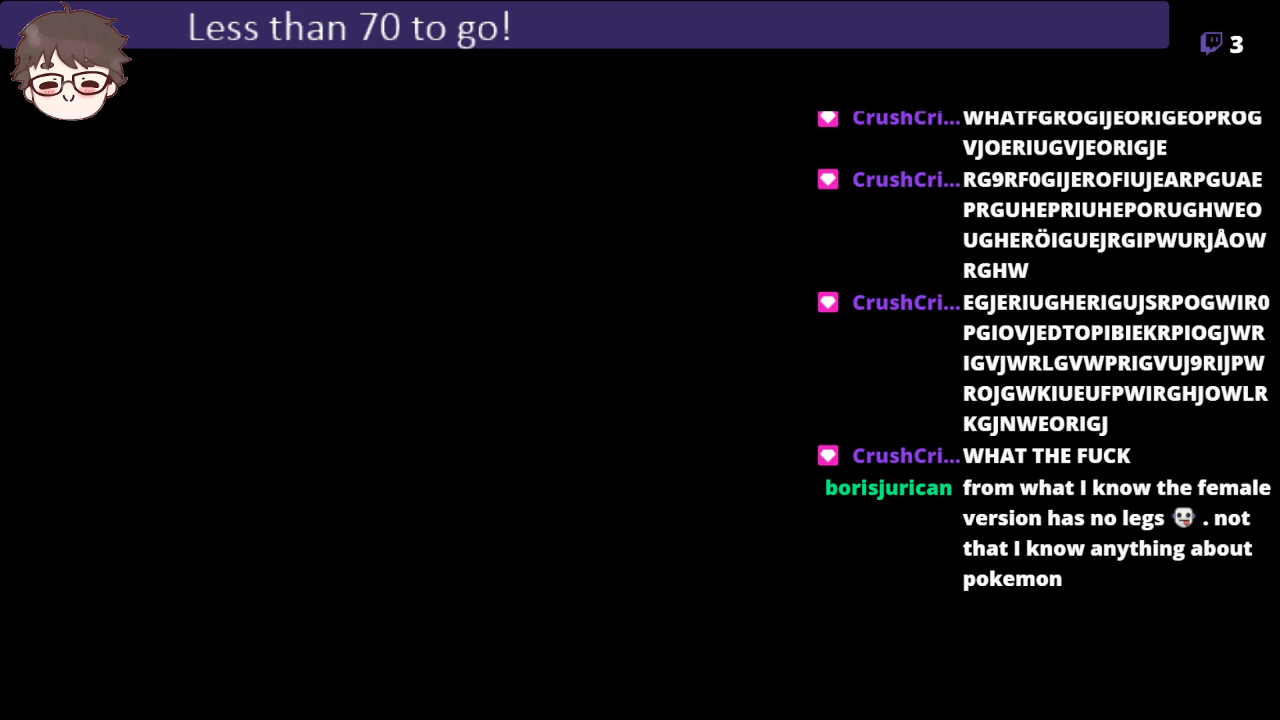 Less than 70 to go!
3
CrushCri... WHATFGROGIJEORIGEOPROG
VJOERIUGVJEORIGJE
CrushCri... RG9RF0GIJEROFIUJEARPGUAE
PRGUHEPRIUHEPORUGHWEO
UGHERÖIGUEJRGIPWURJÅOW
RGHW
CrushCri... EGJERIUGHERIGUJSRPOGWIR0
PGIOVJEDTOPIBIEKRPIOGJWR
IGVJWRLGVWPRIGVUJ9RIJPW
ROJGWKIUEUFPWIRGHJOWLR
KGJNWEORIGJ
CrushCri... WHAT THE FUCK
borisjurican from what I know the female
version has no legs 👻 . not
that I know anything about
pokemon